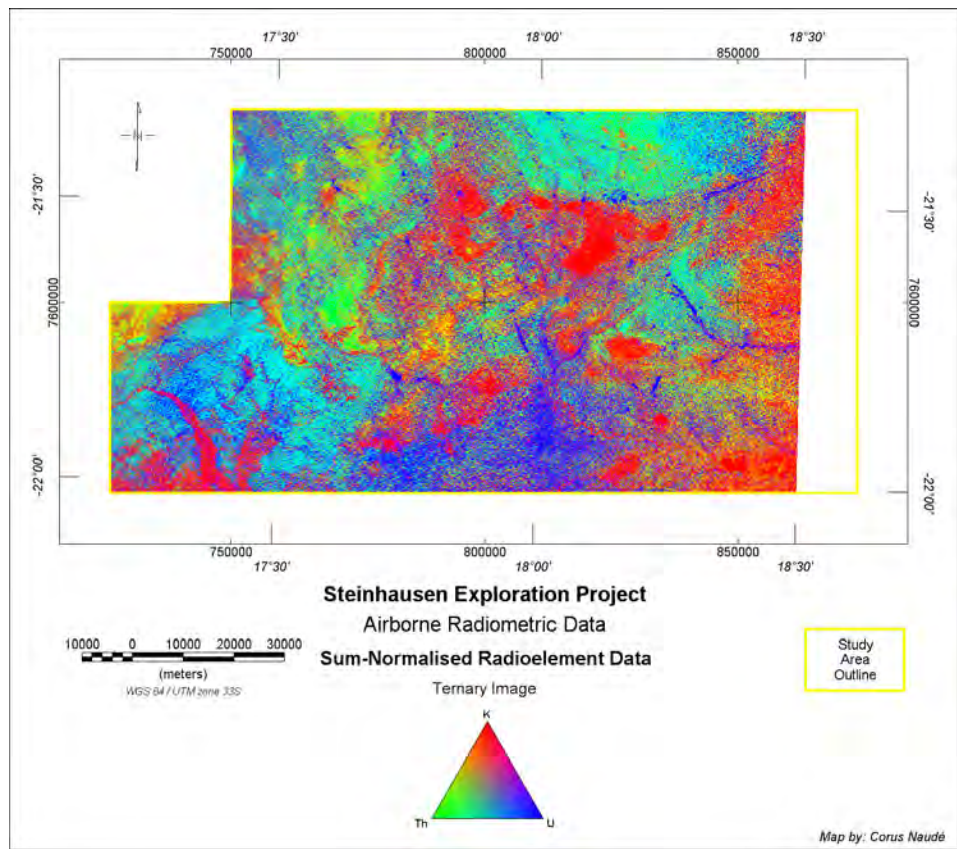 17°30'
18°00'
18°30'
750000
800000
850000
-21°30'
-21°30'
7600000
7600000
-22°00'
-22°00'
750000
800000
850000
17°30'
18°00'
18°30'
Steinhausen Exploration Project
Airborne Radiometric Data
Sum-Normalised Radioelement Data
Ternary Image
10000 0 10000 20000 30000
(meters)
WGS 84 / UTM zone 33S
Study
Area
Outline
K
Th
U
Map by: Corus Naudé